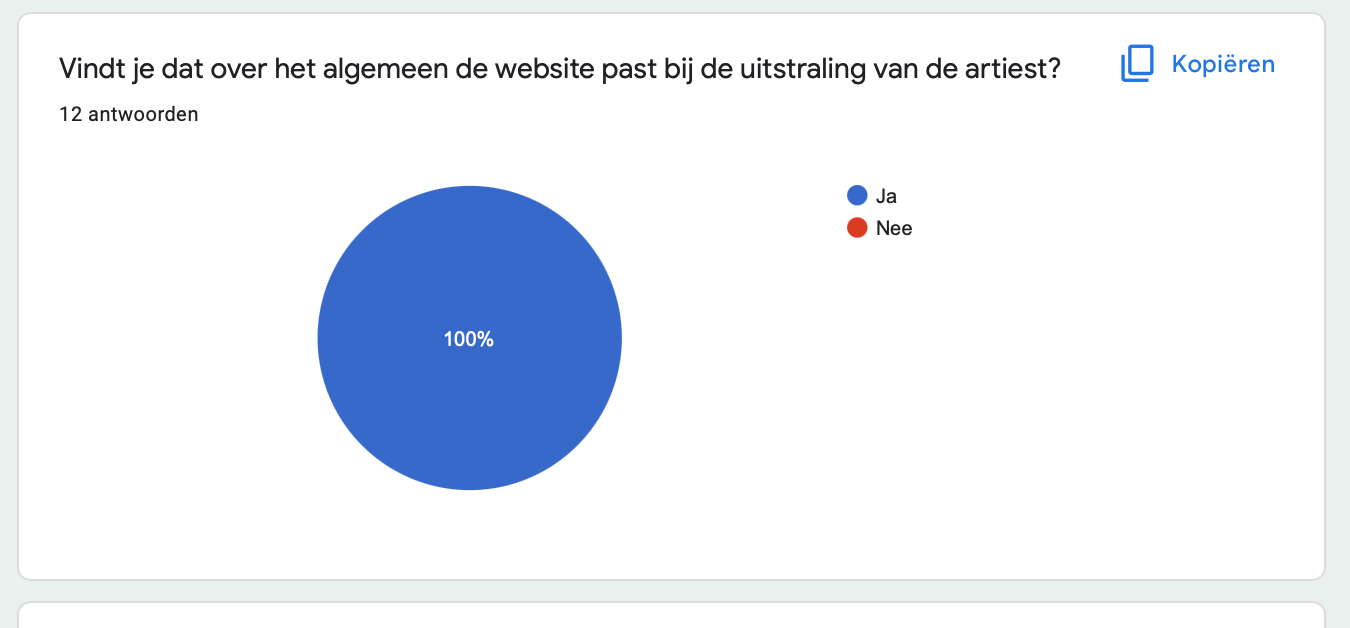 Vindt je dat over het algemeen de website past bij de uitstraling van de artiest?
Kopiëren
12 antwoorden
Ja
Nee
100%